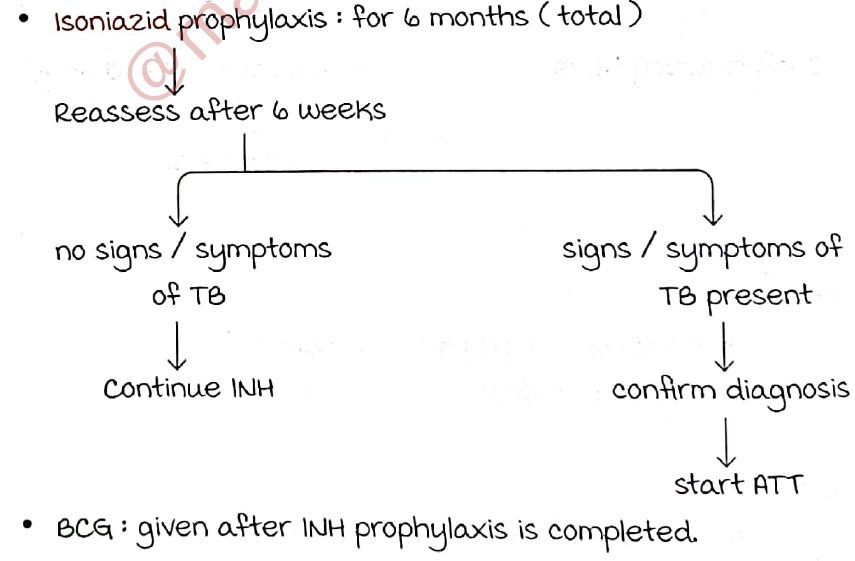 • Isoniazid prophylaxis : for 6 months (total)
Reassess after 6 weeks
no signs / symptoms
of TB
signs / symptoms of
TB present
Continue INH
confirm diagnosis
start ATT
• BCG : given after INH prophylaxis is completed.